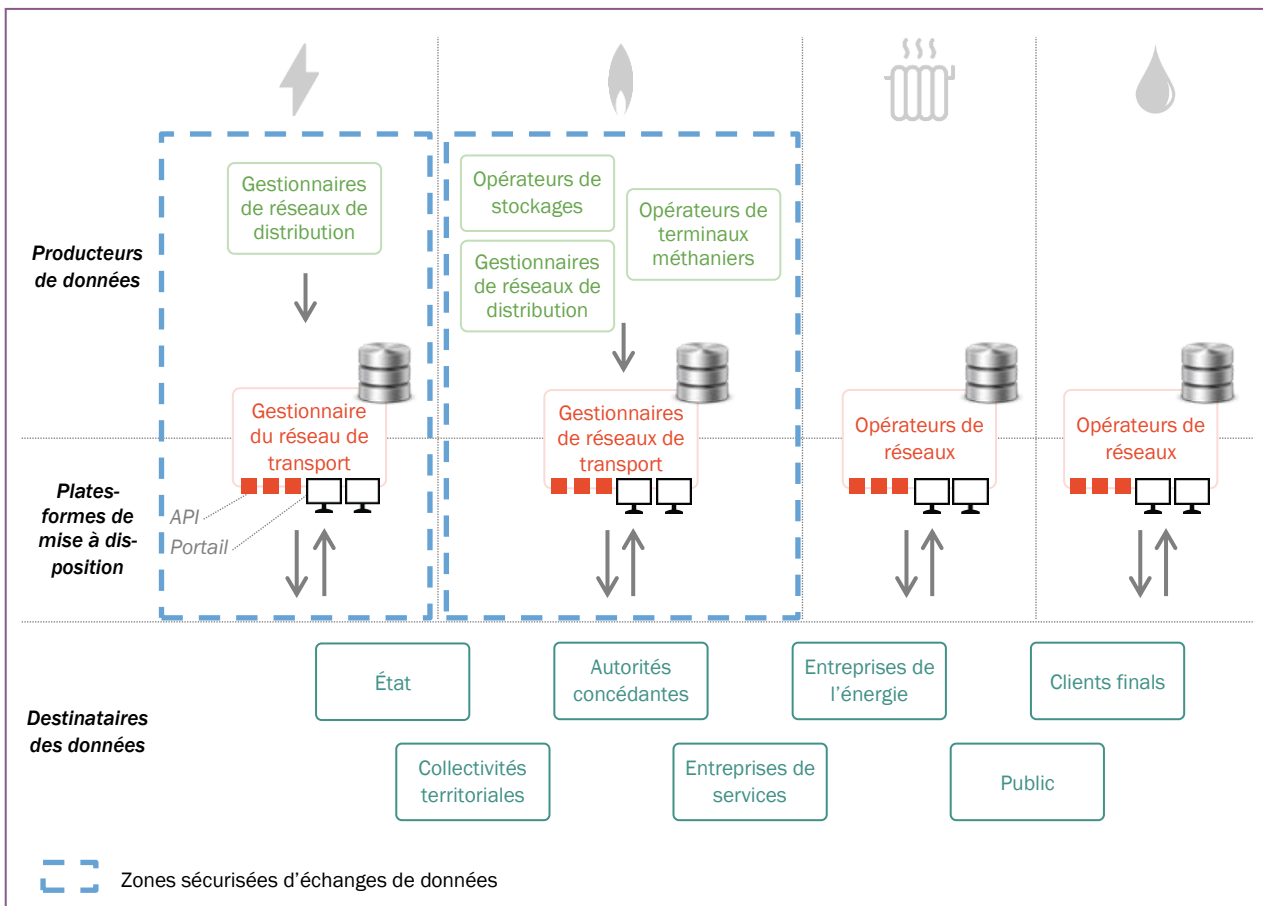 Producteurs
de données
Gestionnaires
de réseaux de
distribution
Opérateurs de
stockages
Opérateurs de
terminaux
méthaniers
Gestionnaires
de réseaux de
distribution
Gestionnaire
du réseau de
transport
Gestionnaires
de réseaux de
transport
Opérateurs de
réseaux
Opérateurs de
réseaux
Plates-
formes de
mise à dis-
position
API
Portail
Destinataires
des données
État
Autorités
concédantes
Entreprises de
l'énergie
Clients finals
Collectivités
territoriales
Entreprises de
services
Public
Zones sécurisées d'échanges de données